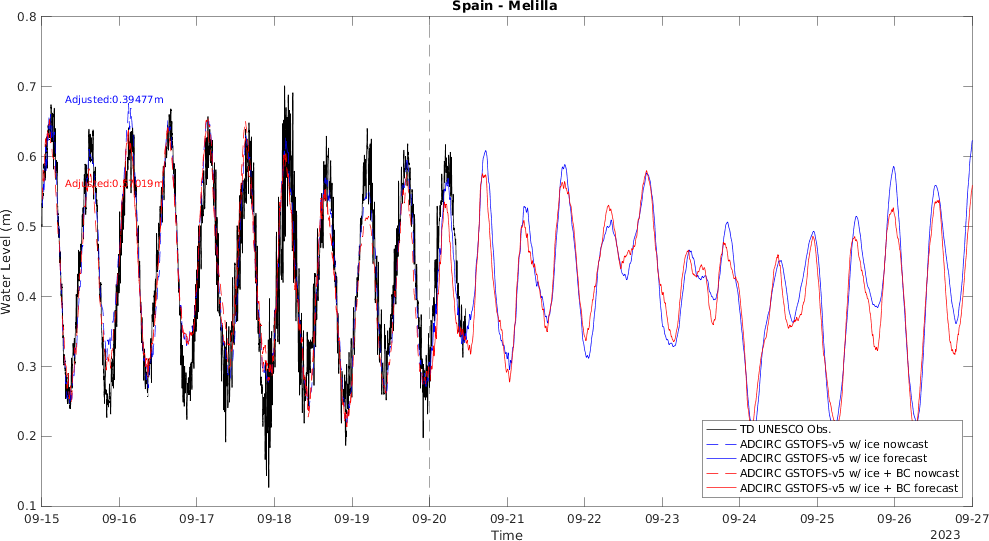 Spain - Melilla
0.8
0.7
0.6
0.5
0.4
0.3
0.2
0.1
Water Level (m)
Adjusted:0.39477m
TD UNESCO Obs.
ADCIRC GSTOFS-v5 w/ ice nowcast
ADCIRC GSTOFS-v5 w/ ice forecast
ADCIRC GSTOFS-v5 w/ ice + BC nowcast
ADCIRC GSTOFS-v5 w/ ice + BC forecast
09-15 09-16 09-17 09-18 09-19 09-20 09-21 09-22 09-23 09-24 09-25 09-26 09-27
Time
2023